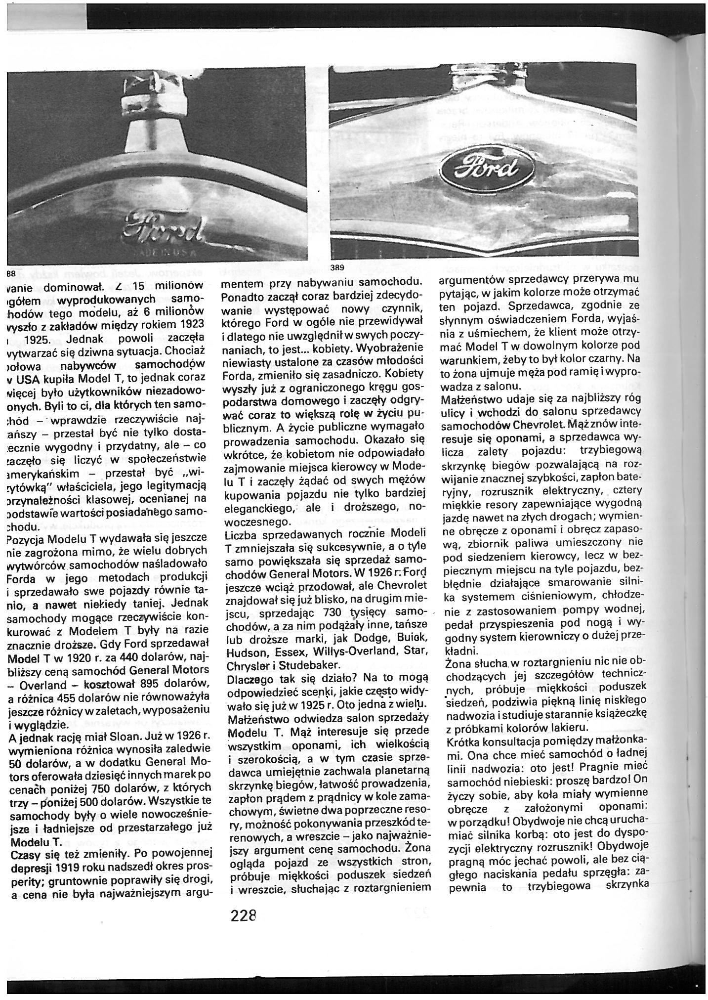 Ford
MADE IN USA
Ford
88
389
wanie dominował. Z 15 milionów
ogółem wyprodukowanych samo-
chodów tego modelu, aż 6 milionów
wyszło z zakładów między rokiem 1923
i 1925. Jednak powoli zaczęła
wytwarzać się dziwna sytuacja. Chociaż
połowa nabywców samochodów
w USA kupiła Model T, to jednak coraz
więcej było użytkowników niezadowo-
onych. Byli to ci, dla których ten samo-
chód – wprawdzie rzeczywiście naj-
tańszy – przestał być nie tylko dosta-
tecznie wygodny i przydatny, ale – co
zaczęło się liczyć w społeczeństwie
amerykańskim – przestał być „wi-
zytówką" właściciela, jego legitymacją
przynależności klasowej, ocenianej na
podstawie wartości posiadanego samo-
chodu.
Pozycja Modelu T wydawała się jeszcze
nie zagrożona mimo, że wielu dobrych
wytwórców samochodów naśladowało
Forda w jego metodach produkcji
i sprzedawało swe pojazdy równie ta-
nio, a nawet niekiedy taniej. Jednak
samochody mogące rzeczywiście kon-
kurować z Modelem T były na razie
znacznie droższe. Gdy Ford sprzedawał
Model T w 1920 r. za 440 dolarów, naj-
bliższy ceną samochód General Motors
– Overland – kosztował 895 dolarów,
a różnica 455 dolarów nie równoważyła
jeszcze różnicy w zaletach, wyposażeniu
i wyglądzie.
A jednak rację miał Sloan. Już w 1926 r.
wymieniona różnica wynosiła zaledwie
50 dolarów, a w dodatku General Mo-
tors oferowała dziesięć innych marek po
cenach poniżej 750 dolarów, z których
trzy – poniżej 500 dolarów. Wszystkie te
samochody były o wiele nowocześnie-
jsze i ładniejsze od przestarzałego już
Modelu T.
Czasy się też zmieniły. Po powojennej
depresji 1919 roku nadszedł okres pros-
perity; gruntownie poprawiły się drogi,
a cena nie była najważniejszym argu-
mentem przy nabywaniu samochodu.
Ponadto zaczął coraz bardziej zdecydo-
wanie występować nowy czynnik,
którego Ford w ogóle nie przewidywał
i dlatego nie uwzględnił w swych poczy-
naniach, to jest... kobiety. Wyobrażenie
niewiasty ustalone za czasów młodości
Forda, zmieniło się zasadniczo. Kobiety
wyszły już z ograniczonego kręgu gos-
podarstwa domowego i zaczęły odgry-
wać coraz to większą rolę w życiu pu-
blicznym. A życie publiczne wymagało
prowadzenia samochodu. Okazało się
wkrótce, że kobietom nie odpowiadało
zajmowanie miejsca kierowcy w Mode-
lu T i zaczęły żądać od swych mężów
kupowania pojazdu nie tylko bardziej
eleganckiego, ale i droższego, no-
woczesnego.
Liczba sprzedawanych rocznie Modeli
T zmniejszała się sukcesywnie, a o tyle
samo powiększała się sprzedaż samo-
chodów General Motors. W 1926 r. Ford
jeszcze wciąż przodował, ale Chevrolet
znajdował się już blisko, na drugim mie-
jscu, sprzedając 730 tysięcy samo-
chodów, a za nim podążały inne, tańsze
lub droższe marki, jak Dodge, Buick,
Hudson, Essex, Willys-Overland, Star,
Chrysler i Studebaker.
Dlaczego tak się działo? Na to mogą
odpowiedzieć scenki, jakie często widy-
wało się już w 1925 r. Oto jedna z wielu.
Małżeństwo odwiedza salon sprzedaży
Modelu T. Mąż interesuje się przede
wszystkim oponami, ich wielkością
i szerokością, a w tym czasie sprze-
dawca umiejętnie zachwala planetarną
skrzynkę biegów, łatwość prowadzenia,
zapłon prądem z prądnicy w kole zama-
chowym, świetne dwa poprzeczne reso-
ry, możność pokonywania przeszkód te-
renowych, a wreszcie – jako najważnie-
jszy argument cenę samochodu. Żona
ogląda pojazd ze wszystkich stron,
próbuje miękkości poduszek siedzeń
i wreszcie, słuchając z roztargnieniem
argumentów sprzedawcy przerywa mu
pytając, w jakim kolorze może otrzymać
ten pojazd. Sprzedawca, zgodnie ze
słynnym oświadczeniem Forda, wyjaś-
nia z uśmiechem, że klient może otrzy-
mać Model T w dowolnym kolorze pod
warunkiem, żeby to był kolor czarny. Na
to żona ujmuje męża pod ramię i wypro-
wadza z salonu.
Małżeństwo udaje się za najbliższy róg
ulicy i wchodzi do salonu sprzedawcy
samochodów Chevrolet. Mąż znów inte-
resuje się oponami, a sprzedawca wy-
licza zalety pojazdu: trzybiegową
skrzynkę biegów pozwalającą na roz-
wijanie znacznej szybkości, zapłon bate-
ryjny, rozrusznik elektryczny, cztery
miękkie resory zapewniające wygodną
jazdę nawet na złych drogach; wymien-
ne obręcze z oponami i obręcz zapaso-
wą, zbiornik paliwa umieszczony nie
pod siedzeniem kierowcy, lecz w bez-
piecznym miejscu na tyle pojazdu, bez-
błędnie działające smarowanie silni-
ka systemem ciśnieniowym, chłodze-
nie z zastosowaniem pompy wodnej,
pedał przyspieszenia pod nogą i wy-
godny system kierowniczy o dużej prze-
kładni.
Żona słucha w roztargnieniu nic nie ob-
chodzących jej szczegółów technicz-
nych, próbuje miękkości poduszek
siedzeń, podziwia piękną linię niskiego
nadwozia i studiuje starannie książeczkę
z próbkami kolorów lakieru.
Krótka konsultacja pomiędzy małżonka-
mi. Ona chce mieć samochód o ładnej
linii nadwozia: oto jest! Pragnie mieć
samochód niebieski: proszę bardzo! On
życzy sobie, aby koła miały wymienne
obręcze z założonymi oponami:
w porządku! Obydwoje nie chcą urucha-
miać silnika korbą: oto jest do dyspo-
zycji elektryczny rozrusznik! Obydwoje
pragną móc jechać powoli, ale bez cią-
głego naciskania pedału sprzęgła: za-
pewnia to trzybiegowa skrzynka
228